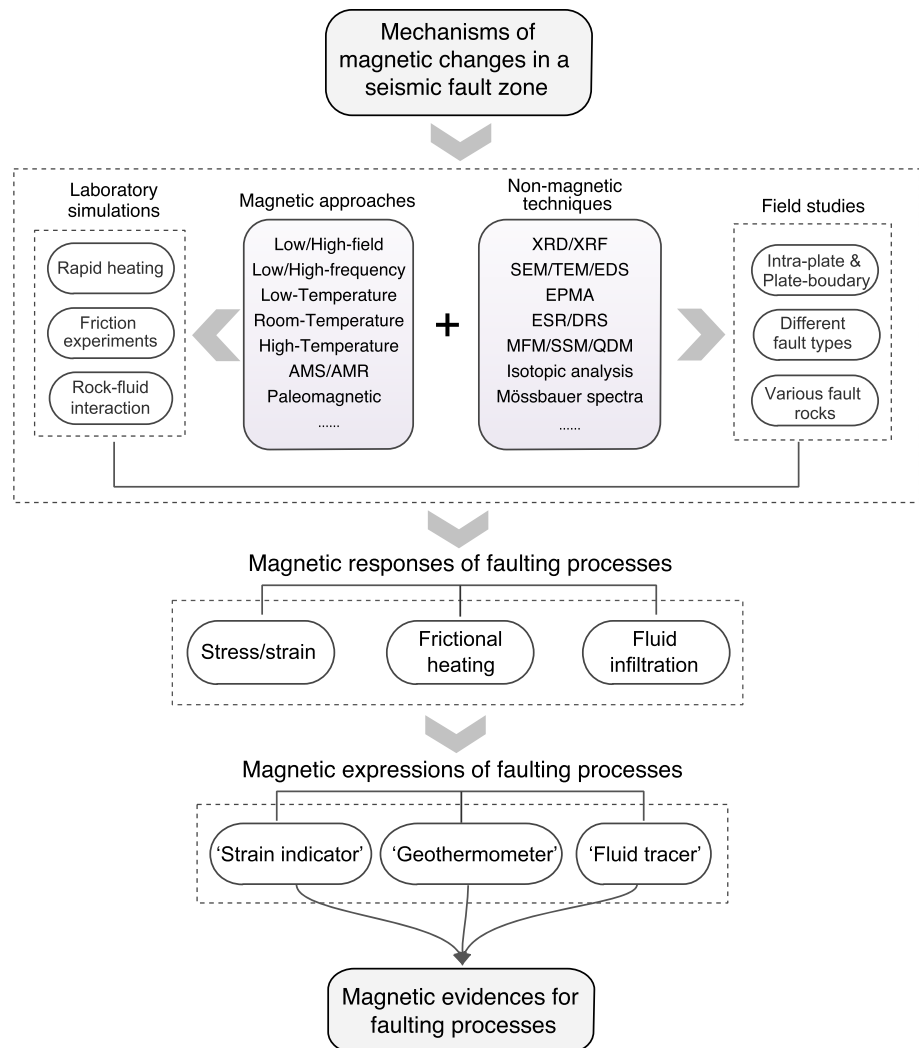 Mechanisms of
magnetic changes in a
seismic fault zone
Laboratory
simulations
Rapid heating
Friction
experiments
Rock-fluid
interaction
Magnetic approaches
Low/High-field
Low/High-frequency
Low-Temperature
Room-Temperature
High-Temperature
AMS/AMR
Paleomagnetic
......
+
Non-magnetic
techniques
XRD/XRF
SEM/TEM/EDS
EPMA
ESR/DRS
MFM/SSM/QDM
Isotopic analysis
Mössbauer spectra
......
Field studies
Intra-plate &
Plate-boudary
Different
fault types
Various fault
rocks
Magnetic responses of faulting processes
Stress/strain
Frictional
heating
Fluid
infiltration
Magnetic expressions of faulting processes
‘Strain indicator’
‘Geothermometer’
‘Fluid tracer’
Magnetic evidences for
faulting processes